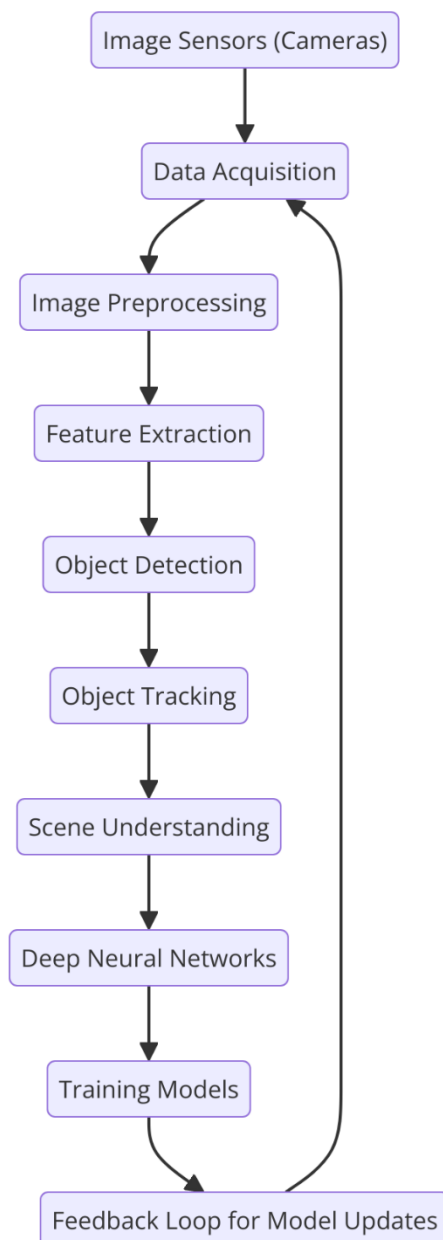 Image Sensors (Cameras)
Data Acquisition
Image Preprocessing
Feature Extraction
Object Detection
Object Tracking
Scene Understanding
Deep Neural Networks
Training Models
Feedback Loop for Model Updates